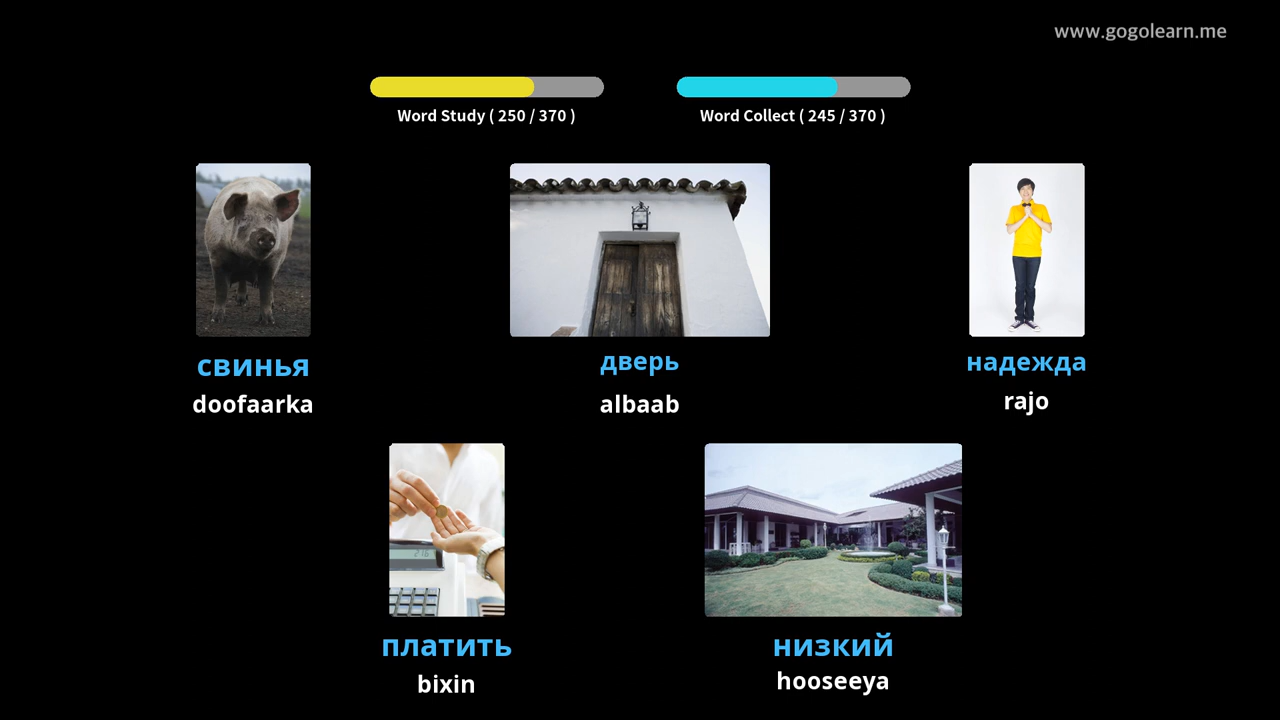 www.gogolearn.me
Word Study ( 250 / 370 )
Word Collect ( 245 / 370 )
свинья
doofaarka
дверь
albaab
надежда
rajo
платить
bixin
низкий
hooseeya